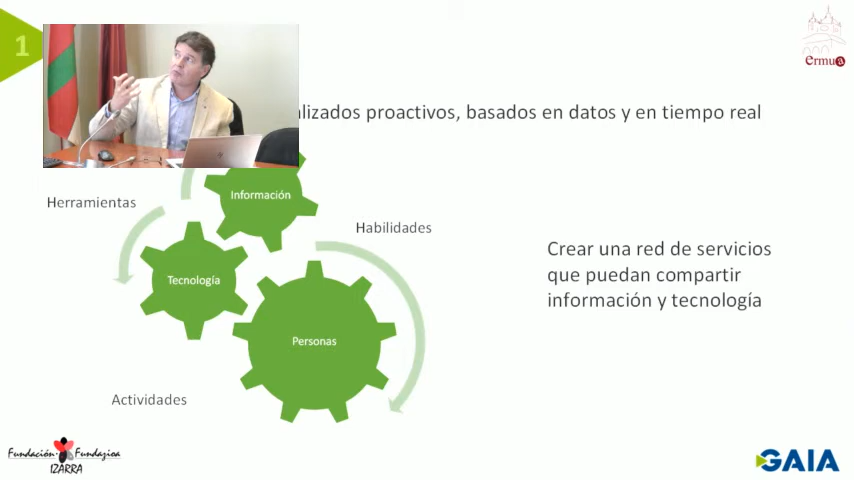 1
ermua
alizados proactivos, basados en datos y en tiempo real
Información
Herramientas
Habilidades
Crear una red de servicios
que puedan compartir
información y tecnología
Tecnología
Personas
Actividades
Fundación Fundazioa
IZARRA
GAIA